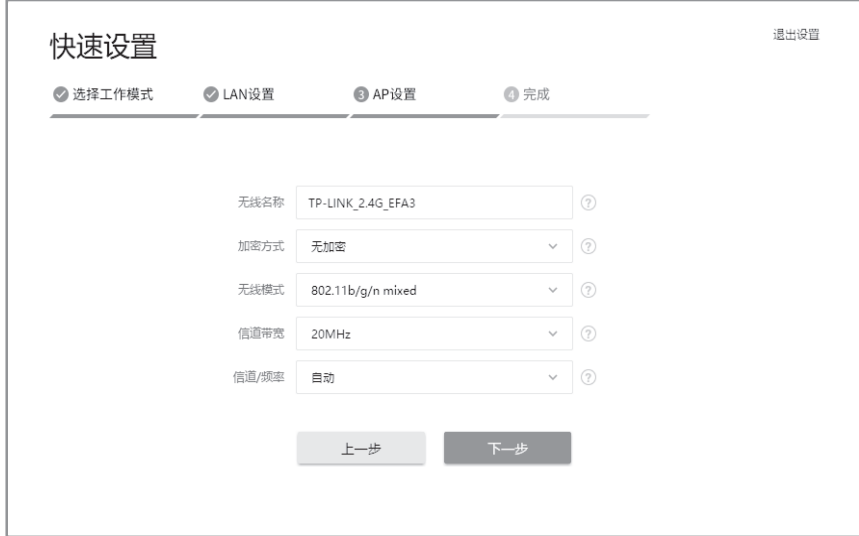 快速设置
退出设置
选择工作模式 LAN设置 3 AP设置 4 完成
无线名称 TP-LINK_2.4G_EFA3 ?
加密方式 无加密 ?
无线模式 802.11b/g/n mixed ?
信道带宽 20MHz ?
信道/频率 自动 ?
上一步 下一步